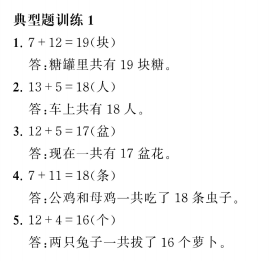 典型题训练 1
1. 7+12=19(块)
答:糖罐里共有 19 块糖。
2. 13+5=18(人)
答:车上共有 18 人。
3. 12+5=17(盆)
答:现在一共有 17 盆花。
4. 7+11=18(条)
答:公鸡和母鸡一共吃了 18 条虫子。
5. 12+4=16(个)
答:两只兔子一共拔了 16 个萝卜。